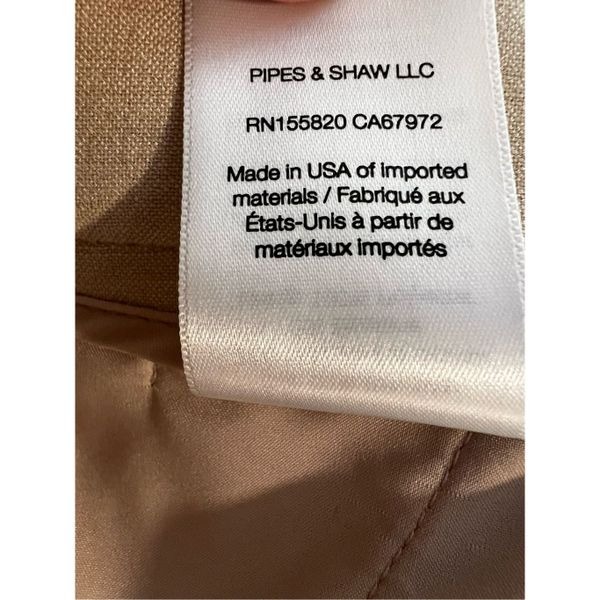 PIPES & SHAW LLC
RN155820 CA67972
Made in USA of imported
materials / Fabriqué aux
États-Unis à partir de
matériaux importés